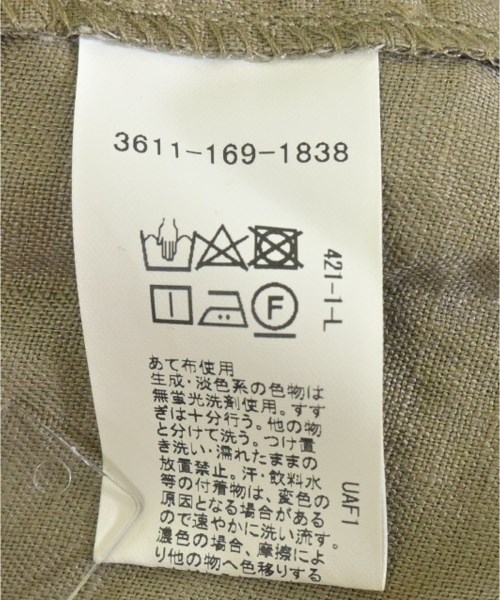 3611-169-1838
421-1-L
F
あて布使用
生成・淡色系の色物は
無蛍光洗剤使用。すす
ぎは十分行う。他の物
と分けて洗う。つけ置
き洗い・濡れたままの
放置禁止。汗・飲料水
等の付着物は、変色の
原因となる場合がある
ので速やかに洗い流す。
濃色の場合、摩擦によ
り他の物へ色移りする
UAF1